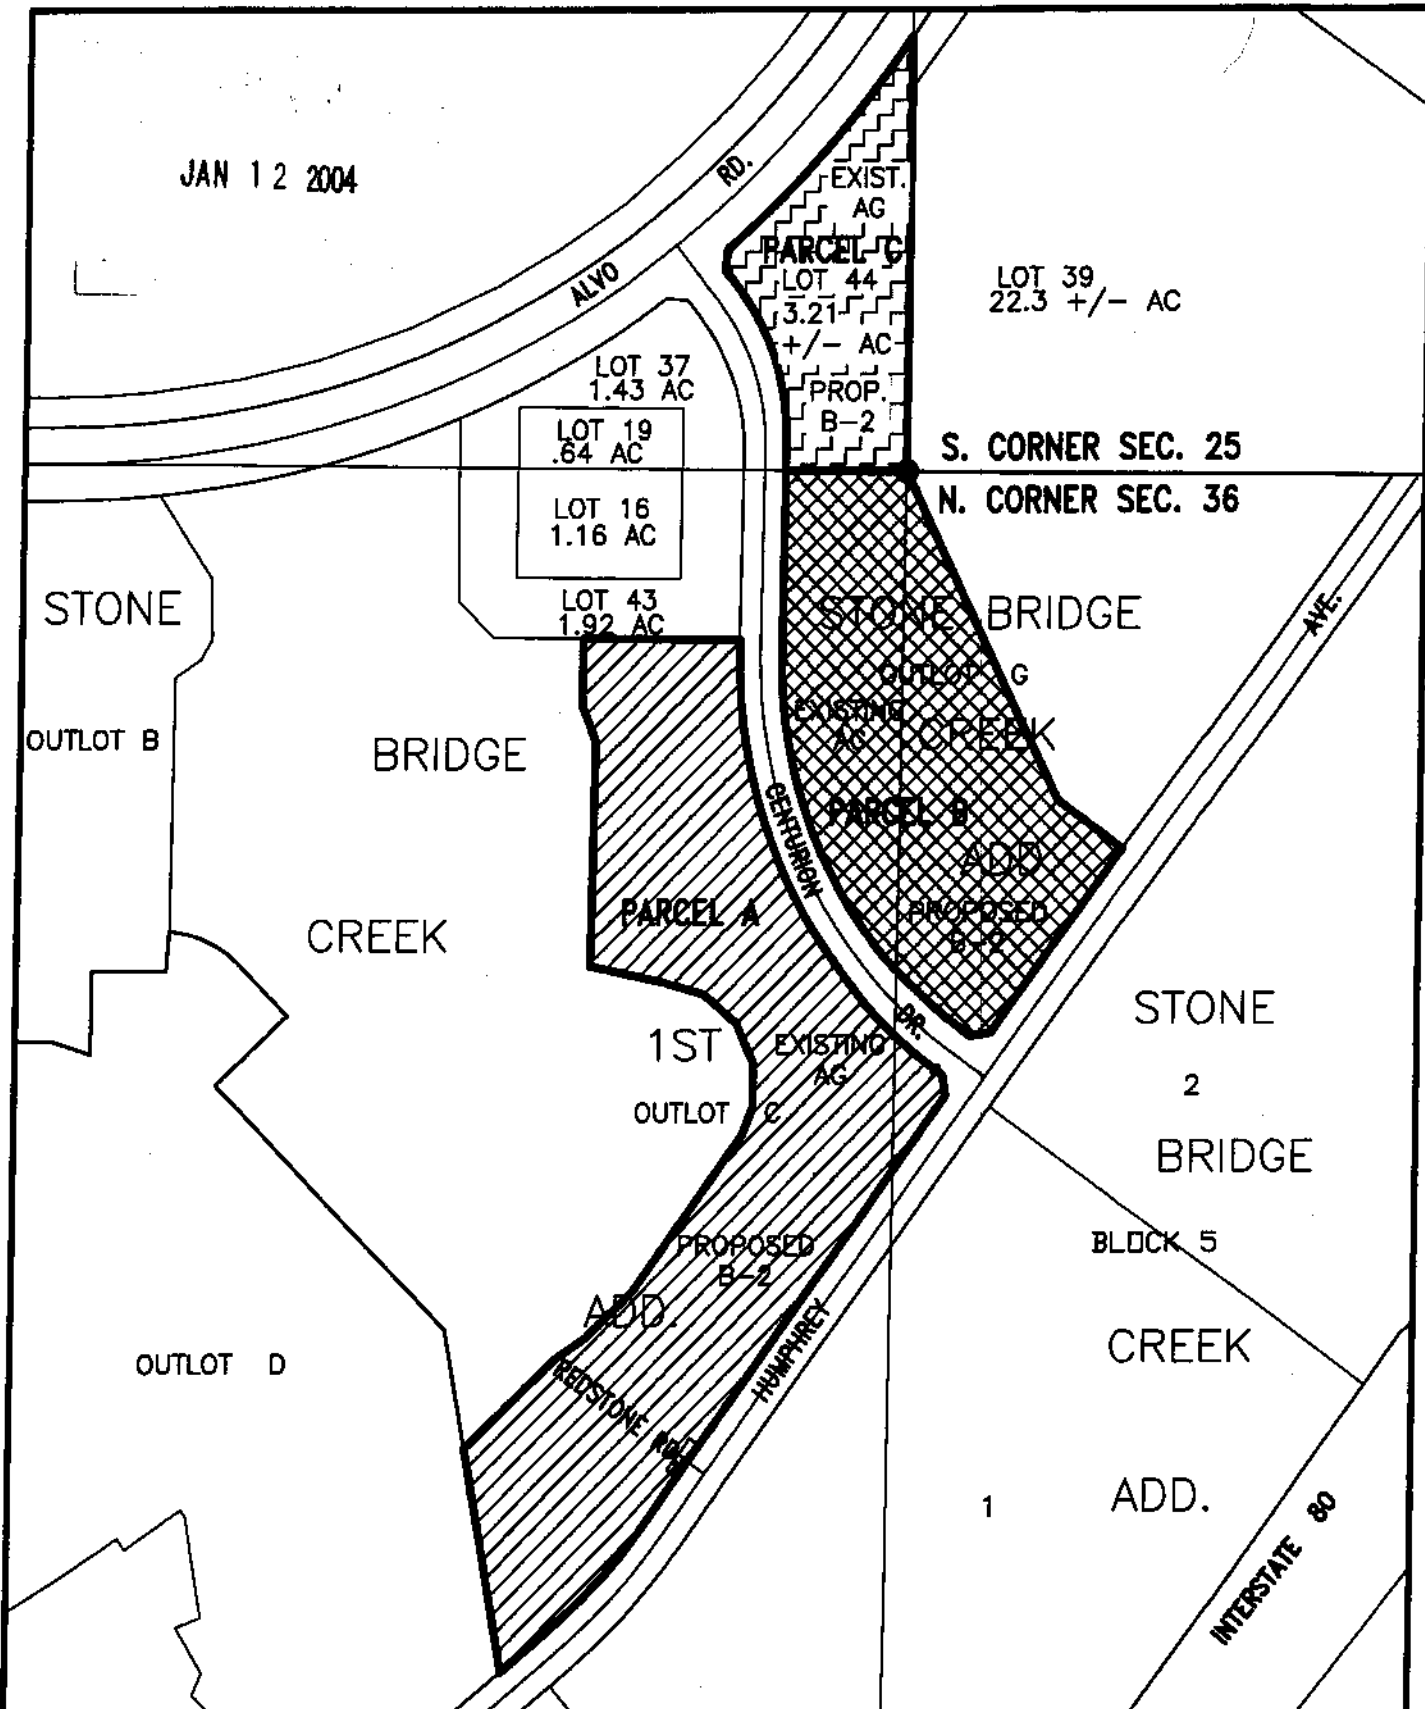 JAN 12 2004
RD.
ALVO
EXIST.
AG
PARCEL C
LOT 44
3.21
+/- AC
PROP.
B-2
LOT 39
22.3 +/- AC
LOT 37
1.43 AC
LOT 19
.64 AC
S. CORNER SEC. 25
N. CORNER SEC. 36
LOT 16
1.16 AC
LOT 43
1.92 AC
STONE
STONE BRIDGE
AVE.
OUTLOT G
EXISTING
AG
CREEK
OUTLOT B
BRIDGE
CENTURION
PARCEL B
ADD
PROPOSED
B-2
PARCEL A
CREEK
DR.
STONE
1ST
EXISTING
AG
2
OUTLOT C
BRIDGE
BLOCK 5
PROPOSED
B-2
ADD.
HUMPHREY
CREEK
OUTLOT D
REDSTONE RD.
1
ADD.
INTERSTATE 80